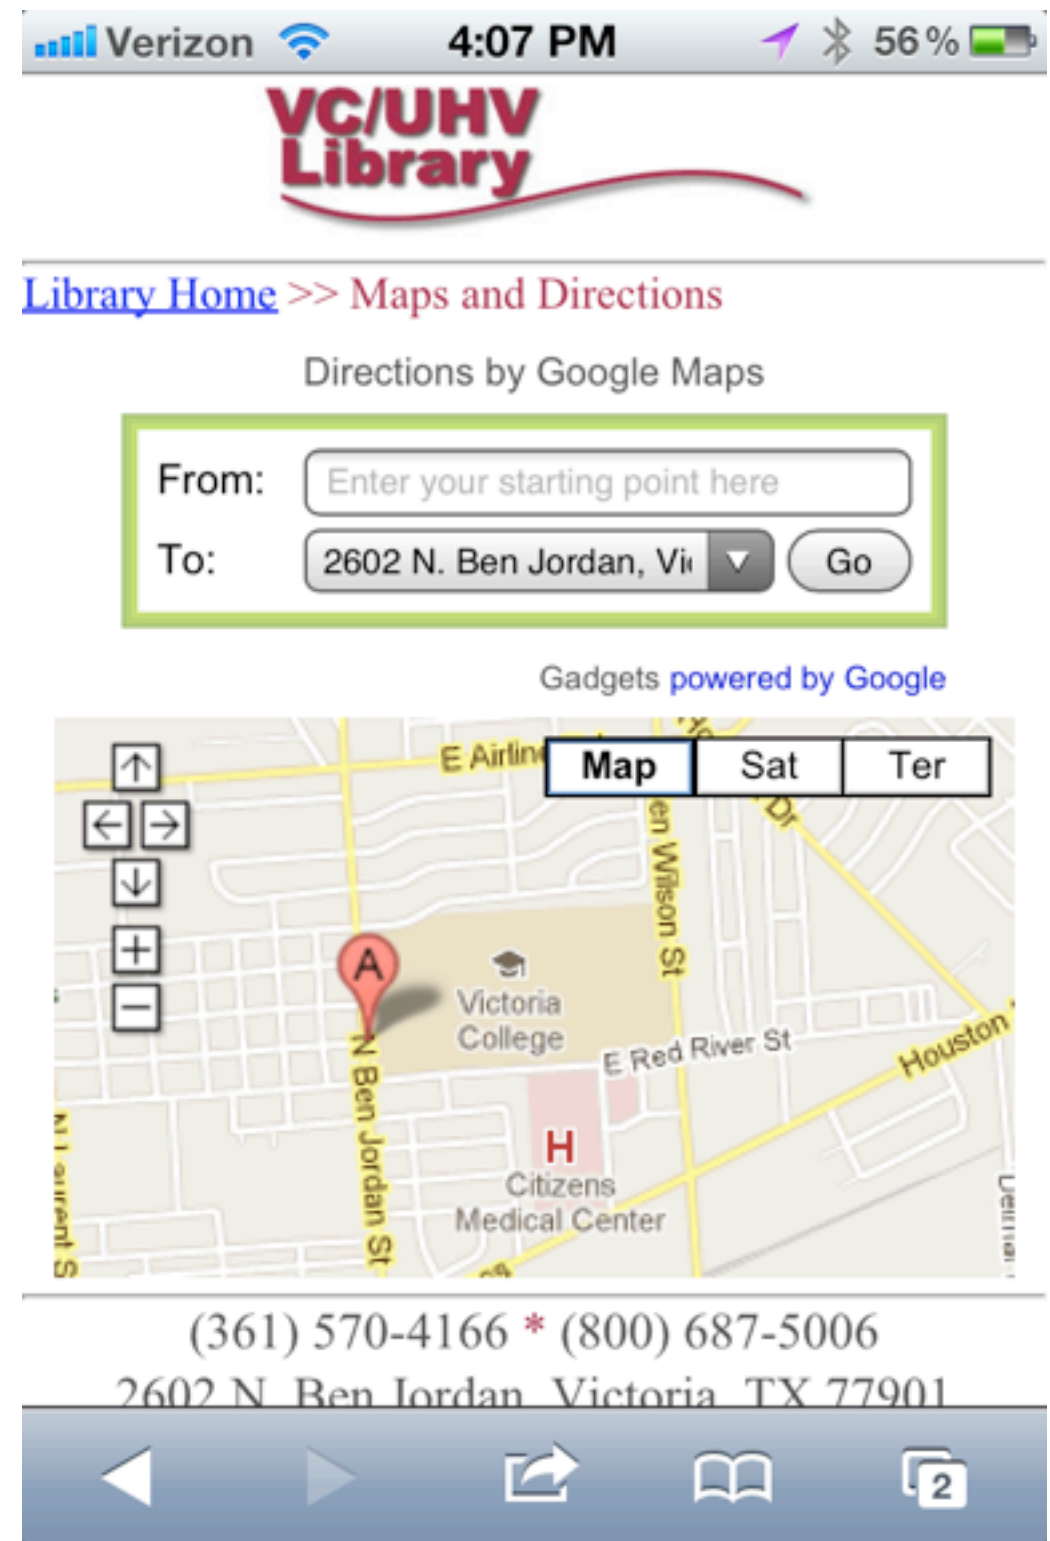 Verizon 4:07 PM 56%
VC/UHV
Library
Library Home >> Maps and Directions
Directions by Google Maps
From: Enter your starting point here
To: 2602 N. Ben Jordan, Vi Go
Gadgets powered by Google
E Airlin
Map Sat Ter
Dr
en Wilson St
A
Victoria
College
E Red River St
Houston
N Ben Jordan St
N Laurent S
H
Citizens
Medical Center
(361) 570-4166 * (800) 687-5006
2602 N. Ben Jordan, Victoria, TX 77901
2